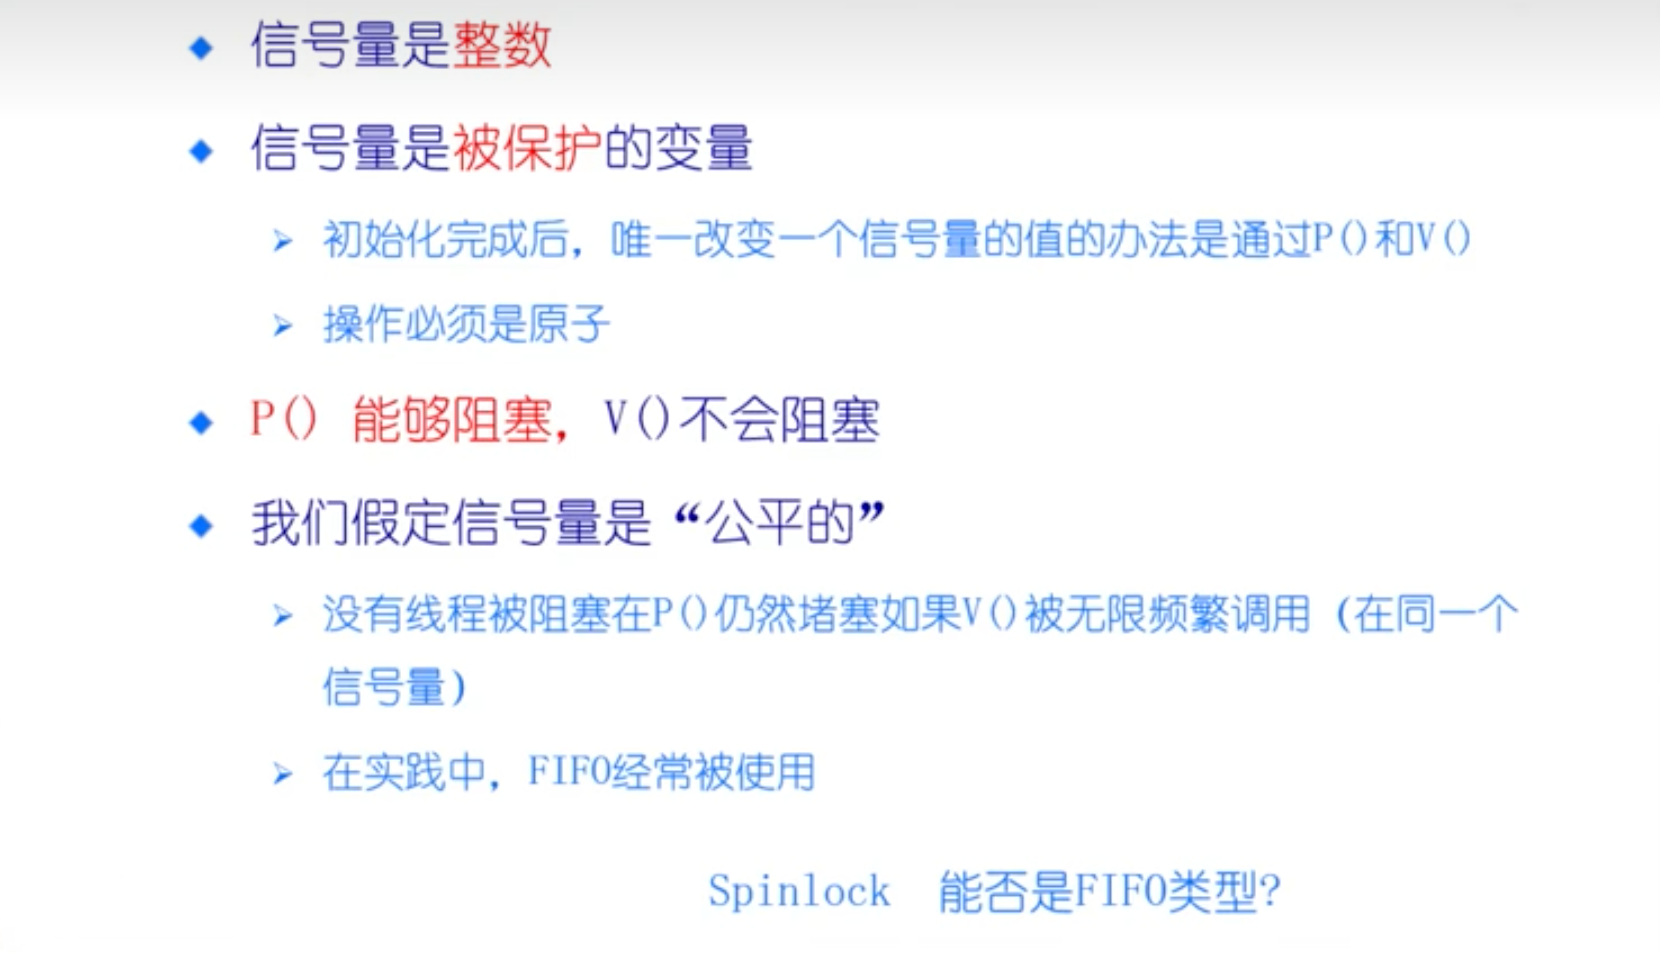 信号量是整数
信号量是被保护的变量
初始化完成后，唯一改变一个信号量的值的办法是通过P()和V()
操作必须是原子
P() 能够阻塞，V()不会阻塞
我们假定信号量是“公平的”
没有线程被阻塞在P()仍然堵塞如果V()被无限频繁调用（在同一个
信号量）
在实践中，FIFO经常被使用
Spinlock 能否是FIFO类型?